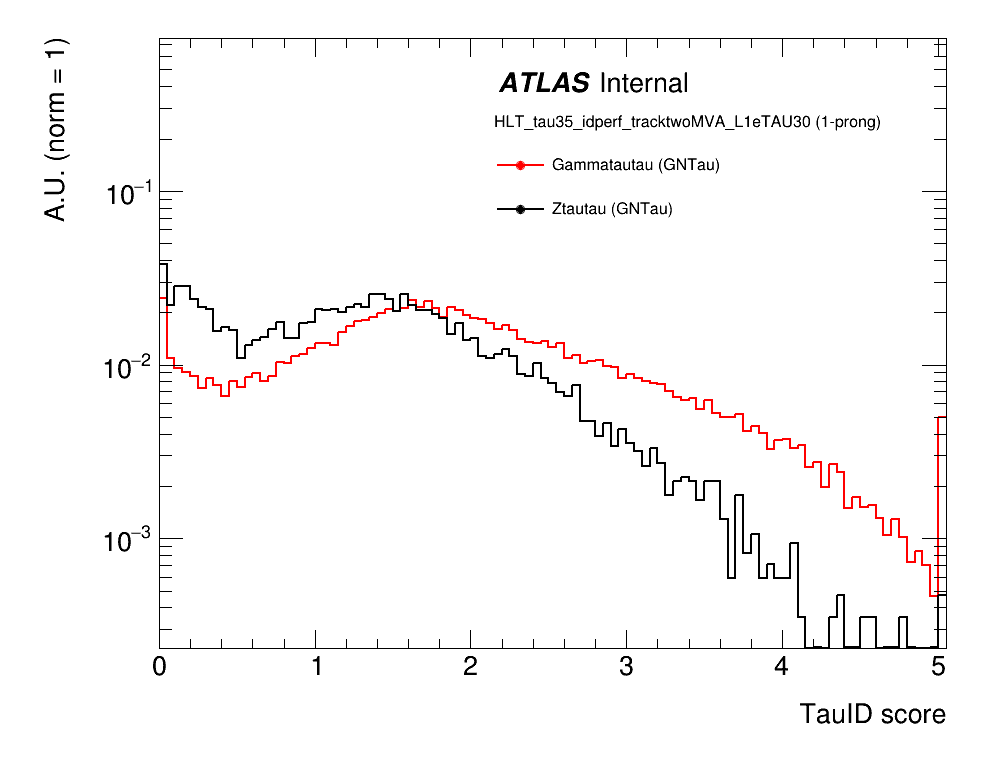 A.U. (norm = 1)
ATLAS Internal
HLT_tau35_idperf_tracktwoMVA_L1eTAU30 (1-prong)
Gammatautau (GNTau)
Ztautau (GNTau)
10⁻¹
10⁻²
10⁻³
0 1 2 3 4 5
TauID score